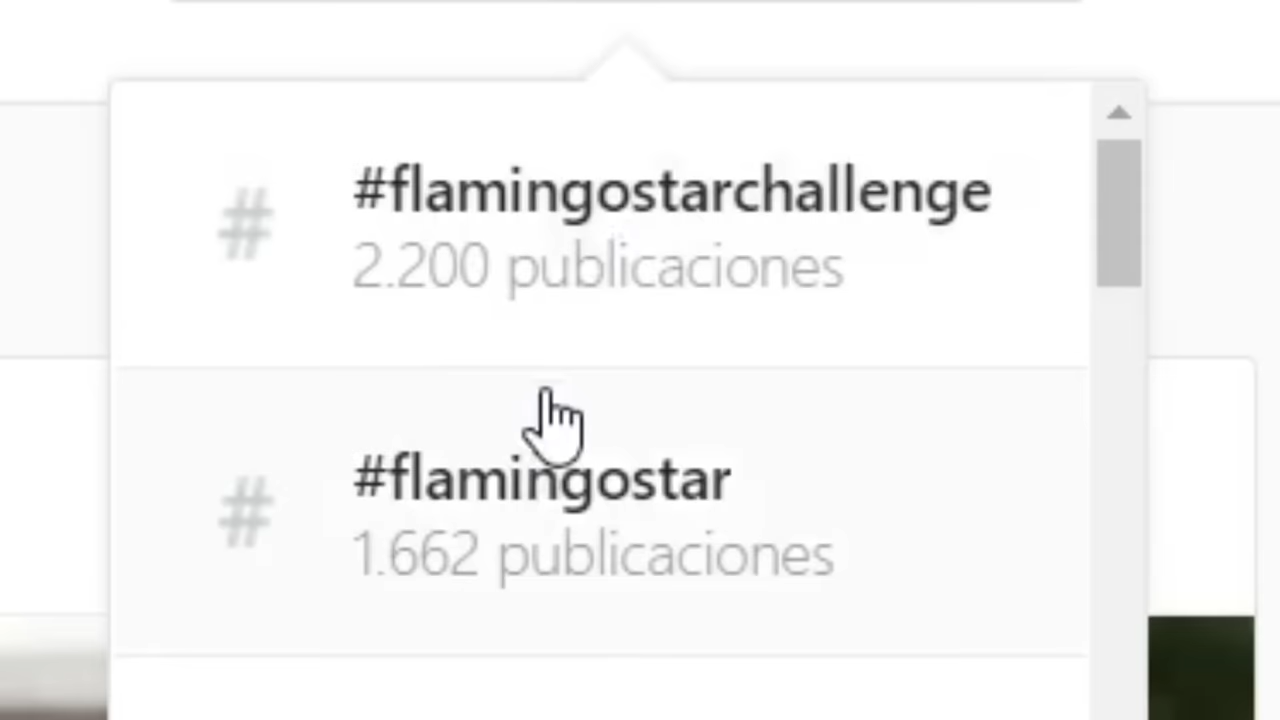 # #flamingostarchallenge
2.200 publicaciones
# #flamingostar
1.662 publicaciones